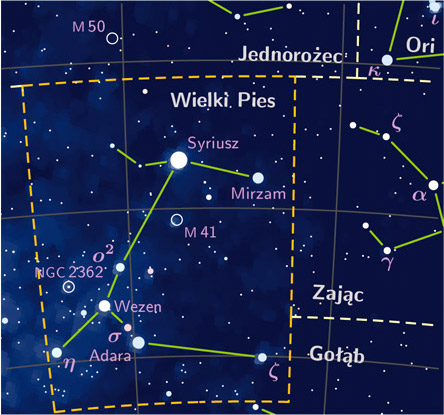 M 50
ι
Jednorożec
Ori
κ
Wielki Pies
ζ
Syriusz
Mirzam
α
M 41
ο²
γ
NGC 2362
Zając
Wezen
σ
Adara
Gołąb
η
ζ